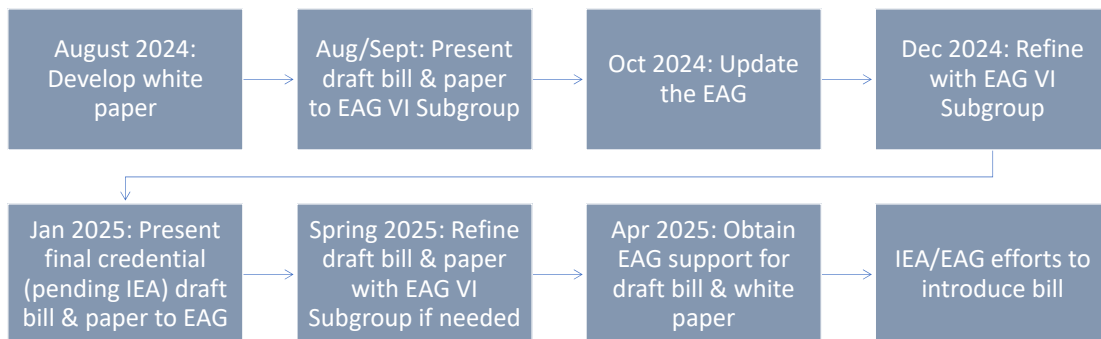 August 2024:
Develop white
paper
Aug/Sept: Present
draft bill & paper
to EAG VI Subgroup
Oct 2024: Update
the EAG
Dec 2024: Refine
with EAG VI
Subgroup
Jan 2025: Present
final credential
(pending IEA) draft
bill & paper to EAG
Spring 2025: Refine
draft bill & paper
with EAG VI
Subgroup if needed
Apr 2025: Obtain
EAG support for
draft bill & white
paper
IEA/EAG efforts to
introduce bill